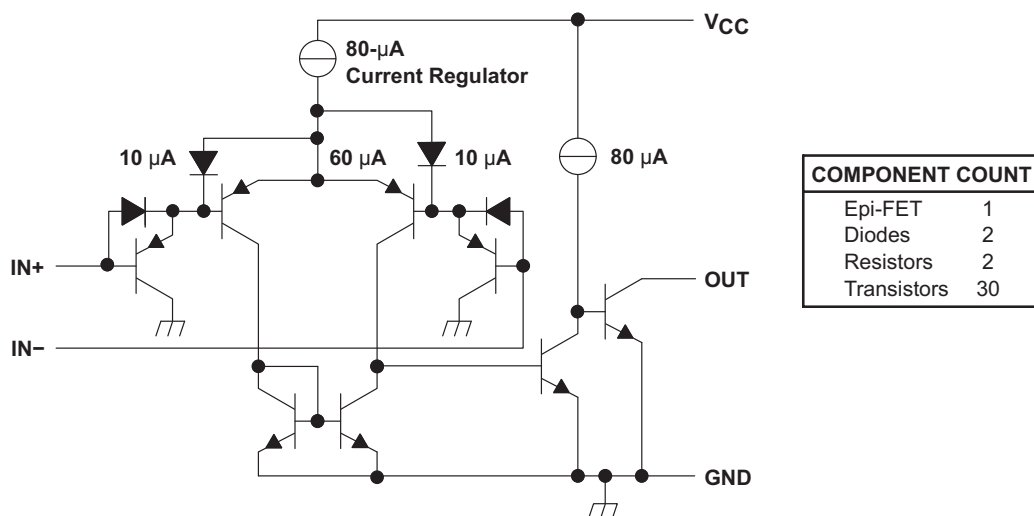 VCC
80-µA
Current Regulator
10 µA
60 µA
10 µA
80 µA
COMPONENT COUNT
Epi-FET 1
Diodes 2
Resistors 2
Transistors 30
IN+
OUT
IN−
GND